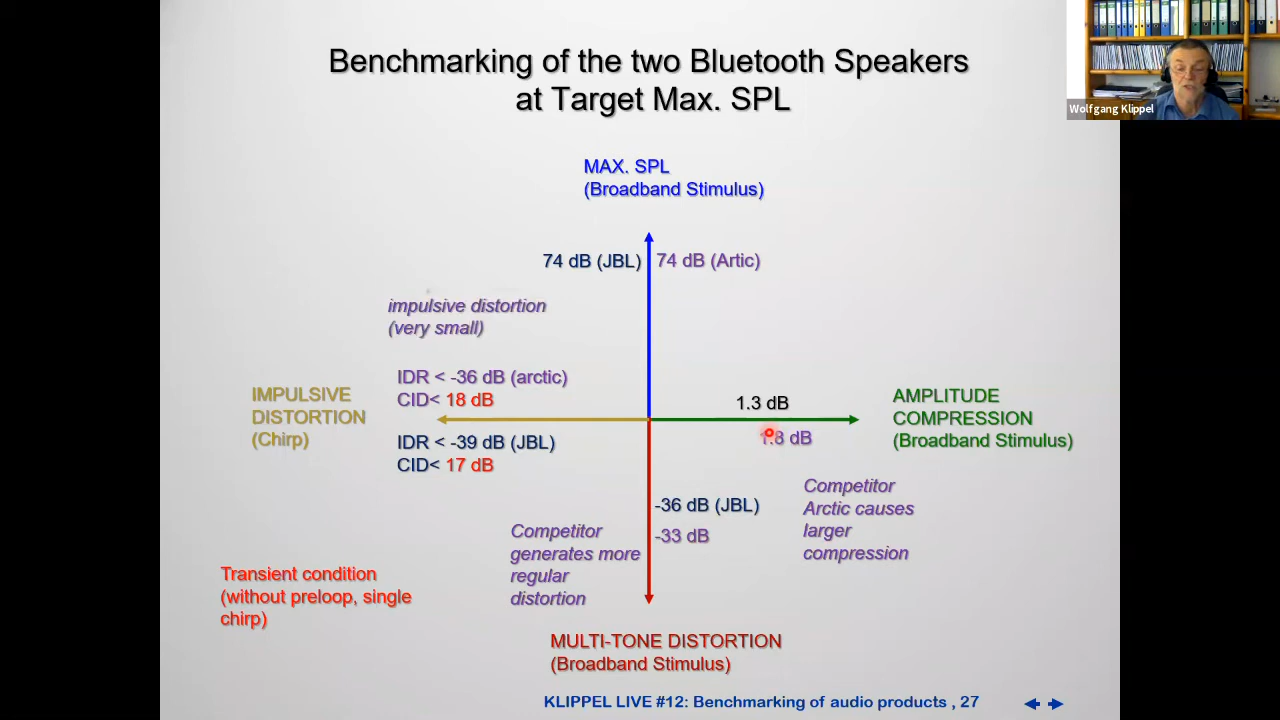 Benchmarking of the two Bluetooth Speakers
at Target Max. SPL
Wolfgang Klippel
MAX. SPL
(Broadband Stimulus)
74 dB (JBL)
74 dB (Artic)
impulsive distortion
(very small)
IDR < -36 dB (arctic)
CID< 18 dB
IMPULSIVE
DISTORTION
(Chirp)
IDR < -39 dB (JBL)
CID< 17 dB
1.3 dB
1.8 dB
AMPLITUDE
COMPRESSION
(Broadband Stimulus)
-36 dB (JBL)
-33 dB
Competitor
Arctic causes
larger
compression
Competitor
generates more
regular
distortion
Transient condition
(without preloop, single
chirp)
MULTI-TONE DISTORTION
(Broadband Stimulus)
KLIPPEL LIVE #12: Benchmarking of audio products , 27